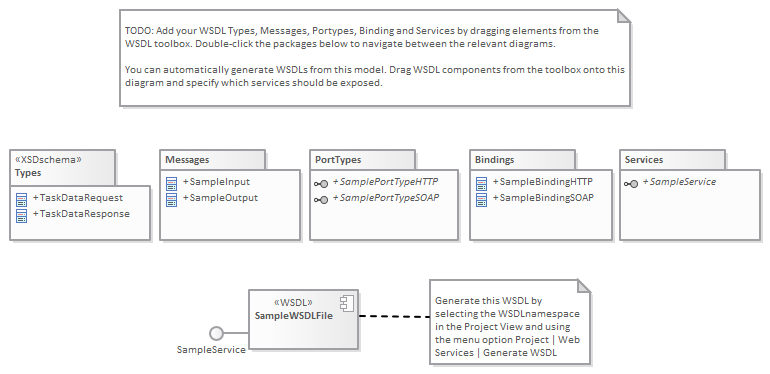 TODO: Add your WSDL Types, Messages, Portypes, Binding and Services by dragging elements from the
WSDL toolbox. Double-click the packages below to navigate between the relevant diagrams.
You can automatically generate WSDLs from this model. Drag WSDL components from the toolbox onto this
diagram and specify which services should be exposed.
«XSDschema»
Types
+TaskDataRequest
+TaskDataResponse
Messages
+SampleInput
+SampleOutput
PortTypes
+SamplePortTypeHTTP
+SamplePortTypeSOAP
Bindings
+SampleBindingHTTP
+SampleBindingSOAP
Services
+SampleService
«WSDL»
SampleWSDLFile
SampleService
Generate this WSDL by
selecting the WSDLnamespace
in the Project View and using
the menu option Project | Web
Services | Generate WSDL